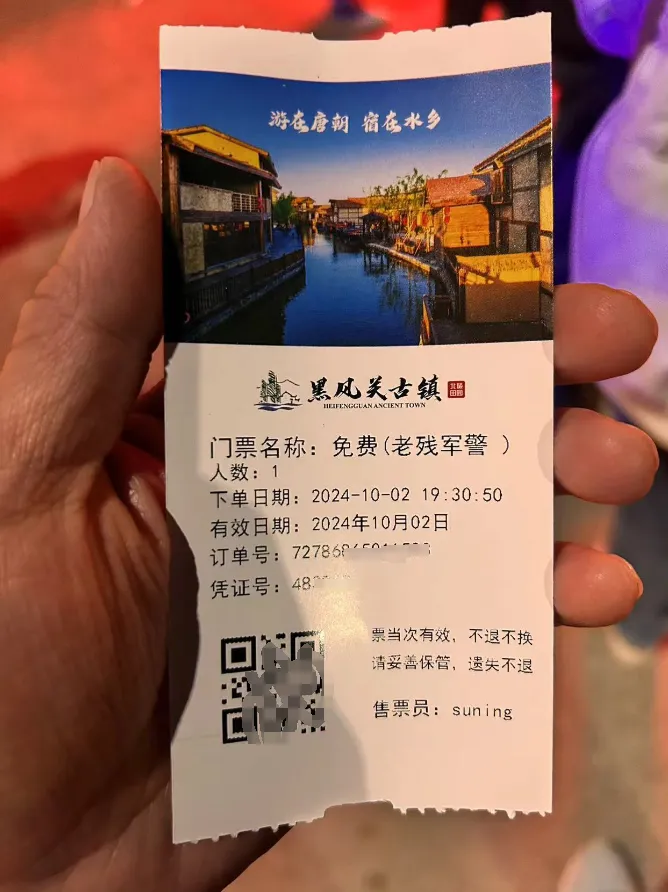 游在唐朝 宿在水乡
黑风关古镇
HEIFENGGUAN ANCIENT TOWN
门票名称：免费(老残军警 )
人数：1
下单日期：2024-10-02 19:30:50
有效日期：2024年10月02日
订单号：
凭证号：
票当次有效，不退不换
请妥善保管，遗失不退
售票员：suning